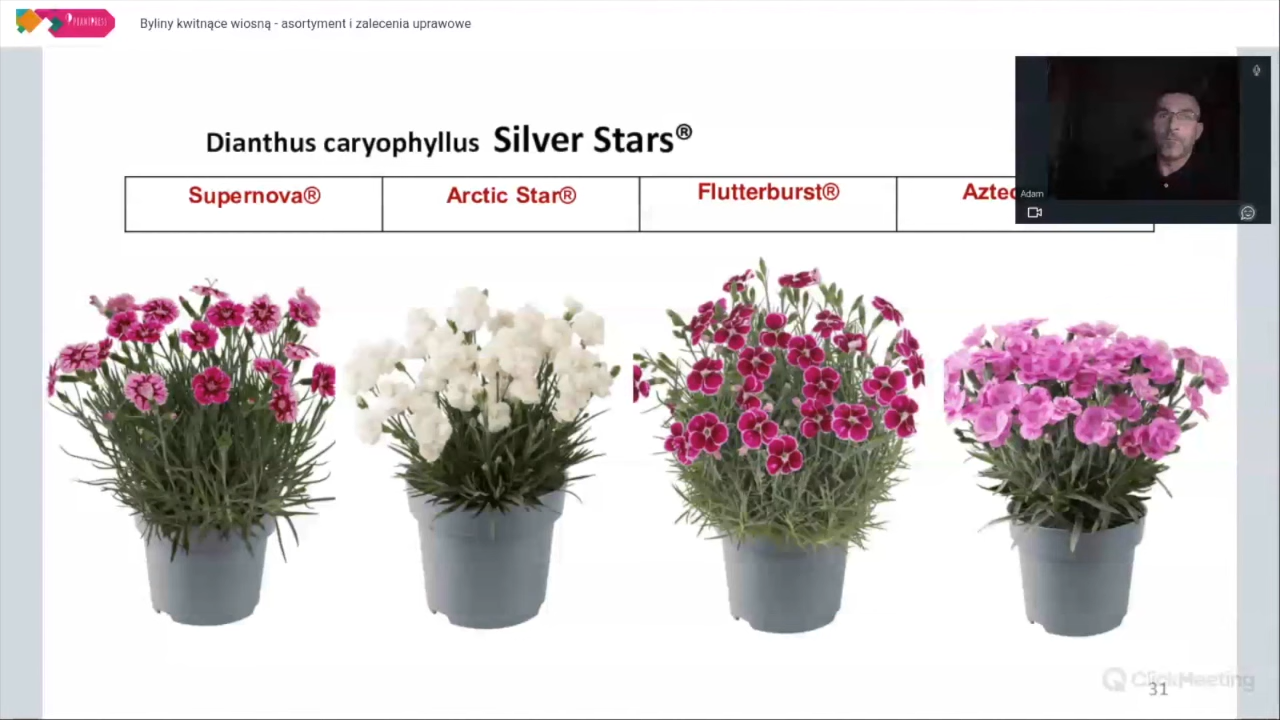 Byliny kwitnące wiosną - asortyment i zalecenia uprawowe
Dianthus caryophyllus Silver Stars®
Supernova®
Arctic Star®
Flutterburst®
Adam
ClickMeeting
31